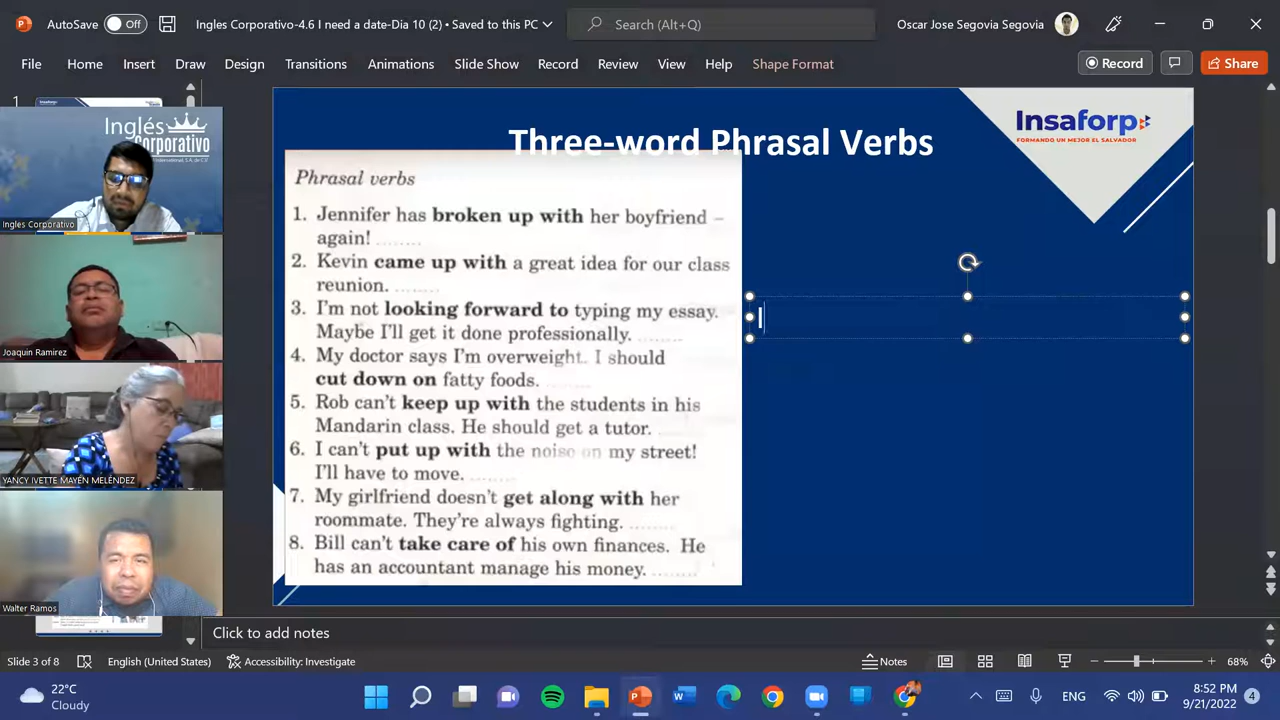 AutoSave
Off
Ingles Corporativo-4.6 I need a date-Dia 10 (2) • Saved to this PC
Search (Alt+Q)
Oscar Jose Segovia Segovia
File Home Insert Draw Design Transitions Animations Slide Show Record Review View Help Shape Format
Record
Share
1
Inglés
Corporativo
Ingles Corporativo
Joaquin Ramirez
YANCY IVETTE MAYEN MELÉNDEZ
Walter Ramos
Insaforp
FORMANDO UN MEJOR EL SALVADOR
Three-word Phrasal Verbs
Phrasal verbs
1. Jennifer has broken up with her boyfriend –
again! ........
2. Kevin came up with a great idea for our class
reunion. ........
3. I'm not looking forward to typing my essay.
Maybe I'll get it done professionally. ........
4. My doctor says I'm overweight. I should
cut down on fatty foods. ........
5. Rob can't keep up with the students in his
Mandarin class. He should get a tutor. ........
6. I can't put up with the noise on my street!
I'll have to move. ........
7. My girlfriend doesn't get along with her
roommate. They're always fighting. ........
8. Bill can't take care of his own finances. He
has an accountant manage his money. ........
Click to add notes
Slide 3 of 8
English (United States)
Accessibility: Investigate
Notes
68%
22°C
Cloudy
ENG
8:52 PM
9/21/2022
4